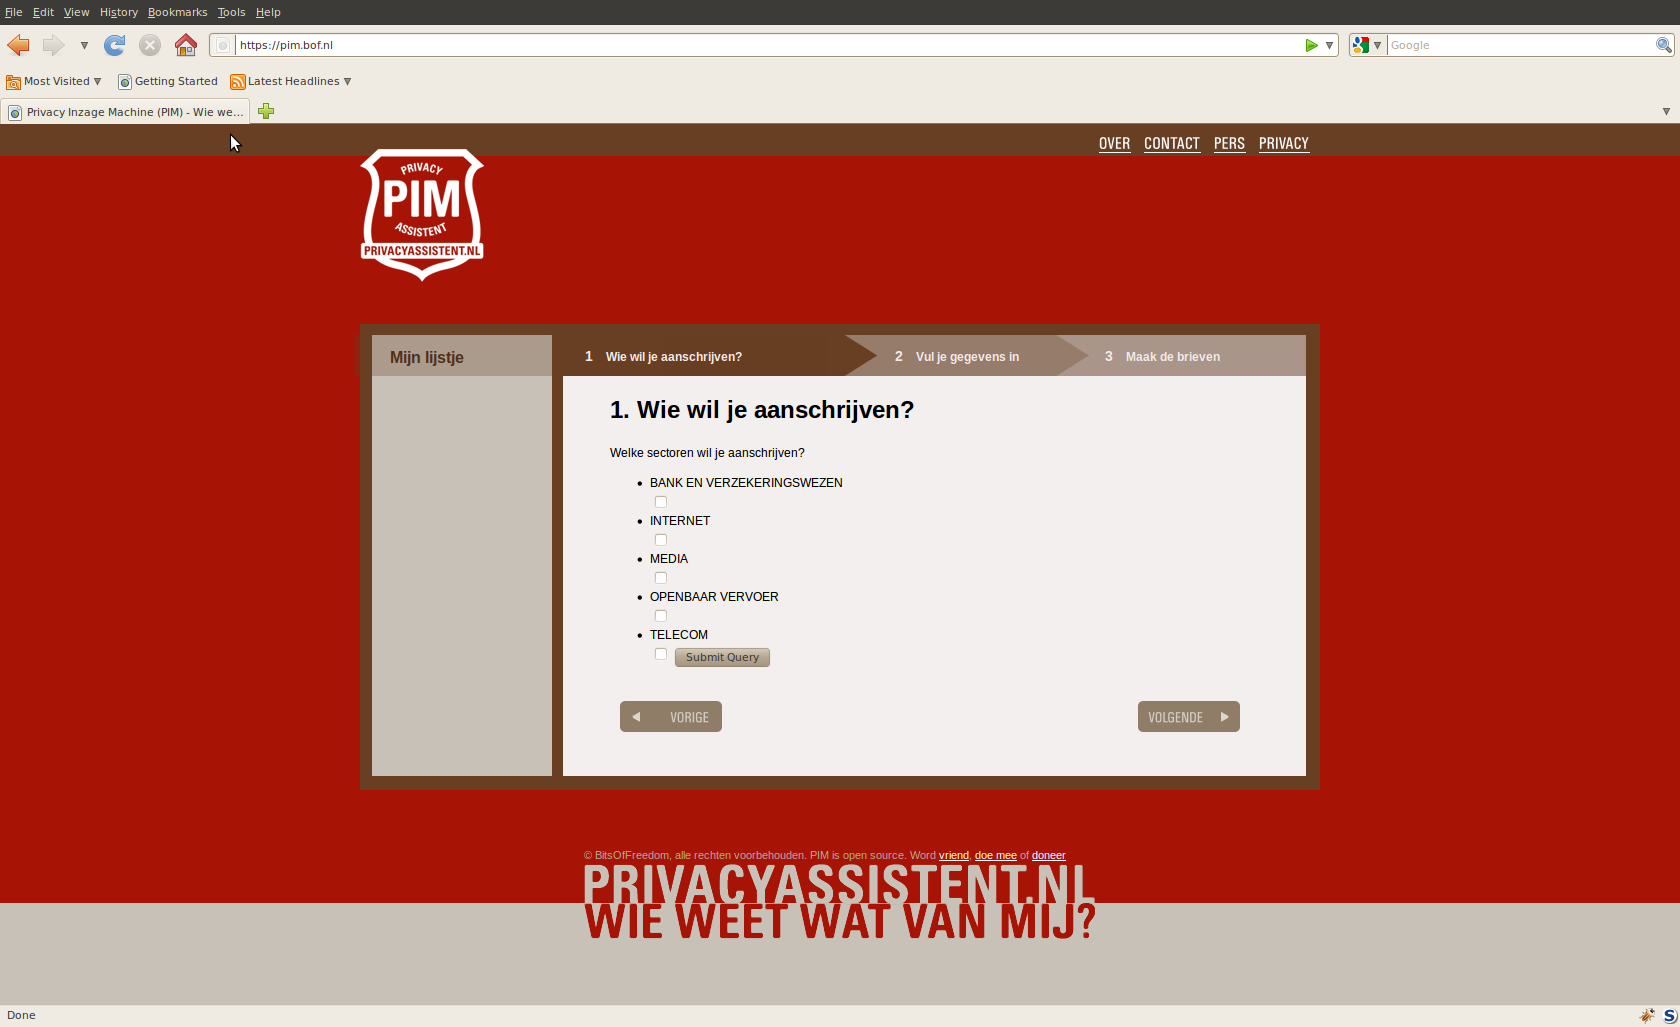 File Edit View History Bookmarks Tools Help
https://pim.bof.nl
Google
Most Visited Getting Started Latest Headlines
Privacy Inzage Machine (PIM) - Wie we...
OVER CONTACT PERS PRIVACY
PRIVACY
PIM
ASSISTENT
PRIVACYASSISTENT.NL
Mijn lijstje
1 Wie wil je aanschrijven? 2 Vul je gegevens in 3 Maak de brieven
1. Wie wil je aanschrijven?
Welke sectoren wil je aanschrijven?
• BANK EN VERZEKERINGSWEZEN
• INTERNET
• MEDIA
• OPENBAAR VERVOER
• TELECOM
Submit Query
VORIGE VOLGENDE
© BitsOfFreedom, alle rechten voorbehouden. PIM is open source. Word vriend, doe mee of doneer
PRIVACYASSISTENT.NL
WIE WEET WAT VAN MIJ?
Done